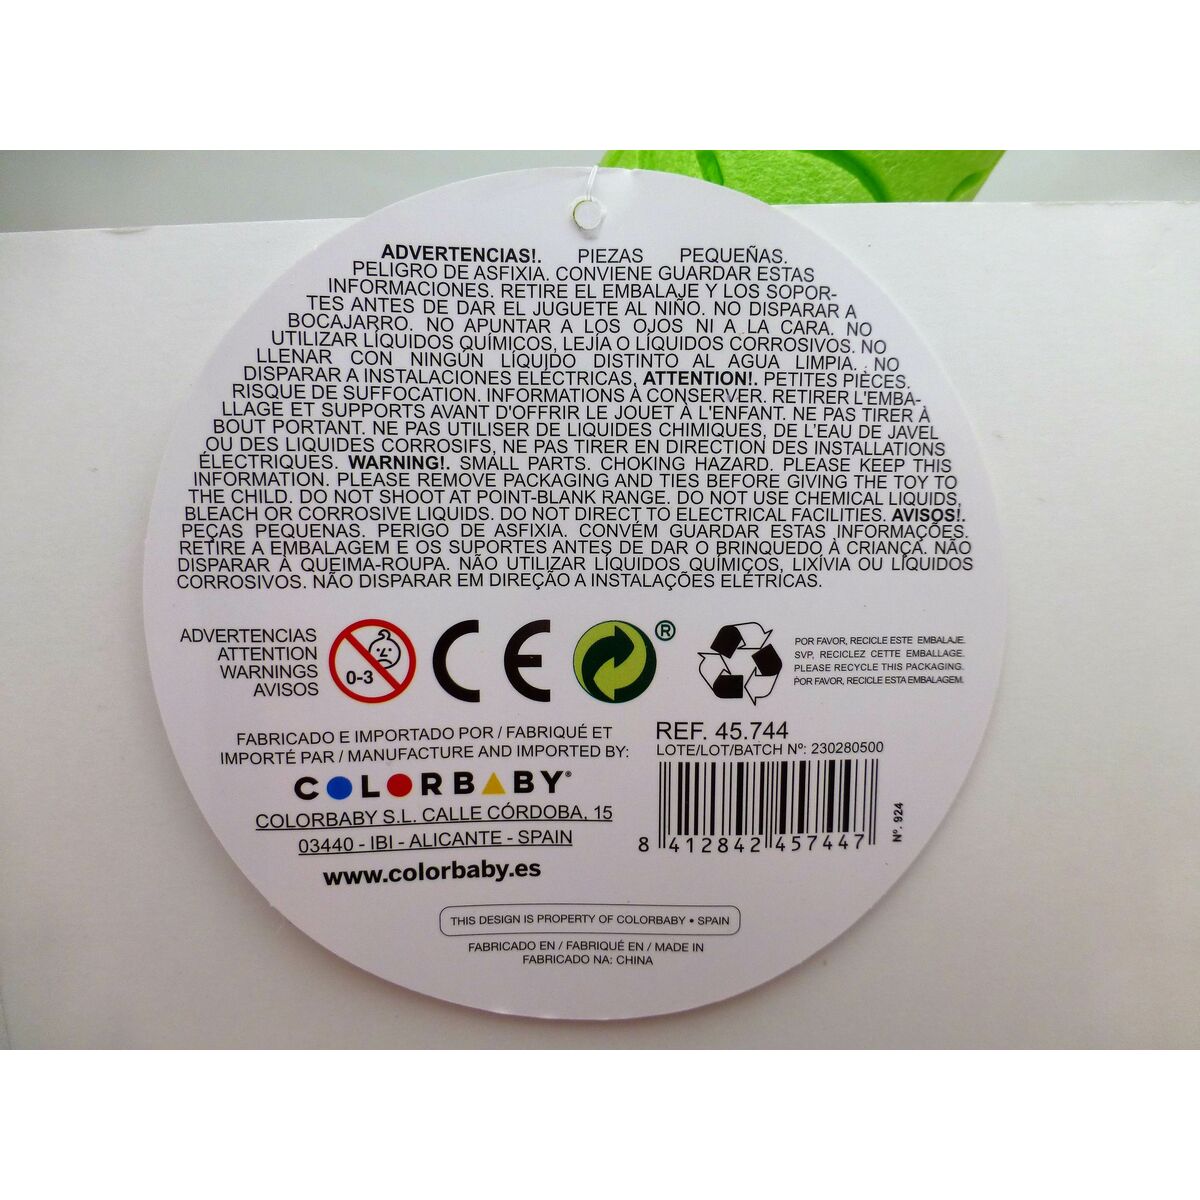 ADVERTENCIAS!. PIEZAS PEQUEÑAS.
PELIGRO DE ASFIXIA. CONVIENE GUARDAR ESTAS
INFORMACIONES. RETIRE EL EMBALAJE Y LOS SOPOR-
TES ANTES DE DAR EL JUGUETE AL NIÑO. NO DISPARAR A
BOCAJARRO. NO APUNTAR A LOS OJOS NI A LA CARA. NO
UTILIZAR LÍQUIDOS QUÍMICOS, LEJÍA O LÍQUIDOS CORROSIVOS. NO
LLENAR CON NINGÚN LÍQUIDO DISTINTO AL AGUA LIMPIA. NO
DISPARAR A INSTALACIONES ELÉCTRICAS, ATTENTION!. PETITES PIÈCES.
RISQUE DE SUFFOCATION. INFORMATIONS À CONSERVER. RETIRER L'EMBA-
LLAGE ET SUPPORTS AVANT D'OFFRIR LE JOUET À L'ENFANT. NE PAS TIRER À
BOUT PORTANT. NE PAS UTILISER DE LIQUIDES CHIMIQUES, DE L'EAU DE JAVEL
OU DES LIQUIDES CORROSIFS, NE PAS TIRER EN DIRECTION DES INSTALLATIONS
ÉLECTRIQUES. WARNING!. SMALL PARTS. CHOKING HAZARD. PLEASE KEEP THIS
INFORMATION. PLEASE REMOVE PACKAGING AND TIES BEFORE GIVING THE TOY TO
THE CHILD. DO NOT SHOOT AT POINT-BLANK RANGE. DO NOT USE CHEMICAL LIQUIDS,
BLEACH OR CORROSIVE LIQUIDS. DO NOT DIRECT TO ELECTRICAL FACILITIES. AVISOS!.
PEÇAS PEQUENAS. PERIGO DE ASFIXIA. CONVÉM GUARDAR ESTAS INFORMAÇÕES.
RETIRE A EMBALAGEM E OS SUPORTES ANTES DE DAR O BRINQUEDO À CRIANÇA. NÃO
DISPARAR À QUEIMA-ROUPA. NÃO UTILIZAR LÍQUIDOS QUÍMICOS, LIXÍVIA OU LÍQUIDOS
CORROSIVOS. NÃO DISPARAR EM DIREÇÃO A INSTALAÇÕES ELÉTRICAS.
ADVERTENCIAS
ATTENTION
WARNINGS
AVISOS
0-3
CE
®
POR FAVOR, RECICLE ESTE EMBALAJE.
SVP, RECICLEZ CETTE EMBALLAGE.
PLEASE RECYCLE THIS PACKAGING.
POR FAVOR, RECICLE ESTA EMBALAGEM.
FABRICADO E IMPORTADO POR / FABRIQUÉ ET
IMPORTÉ PAR / MANUFACTURE AND IMPORTED BY:
COLORBABY®
COLORBABY S.L. CALLE CÓRDOBA, 15
03440 - IBI - ALICANTE - SPAIN
www.colorbaby.es
REF. 45.744
LOTE/LOT/BATCH Nº: 230280500
8 412842 457447
Nº. 924
THIS DESIGN IS PROPERTY OF COLORBABY • SPAIN
FABRICADO EN / FABRIQUÉ EN / MADE IN
FABRICADO NA: CHINA